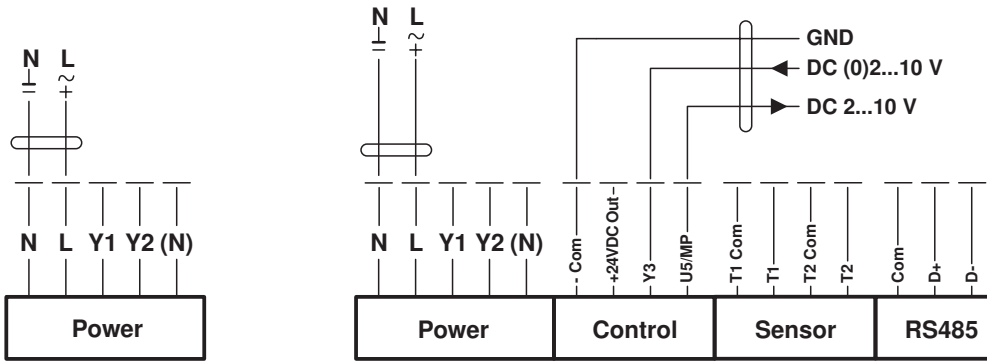 N L
N L
GND
DC (0)2...10 V
DC 2...10 V
⊥ ~
= +
⊥ ~
= +
N L Y1 Y2 (N)
N L Y1 Y2 (N)
- Com
+24VDC Out
Y3
U5/MP
T1 Com
T1
T2 Com
T2
Com
D+
D-
Power
Power
Control
Sensor
RS485